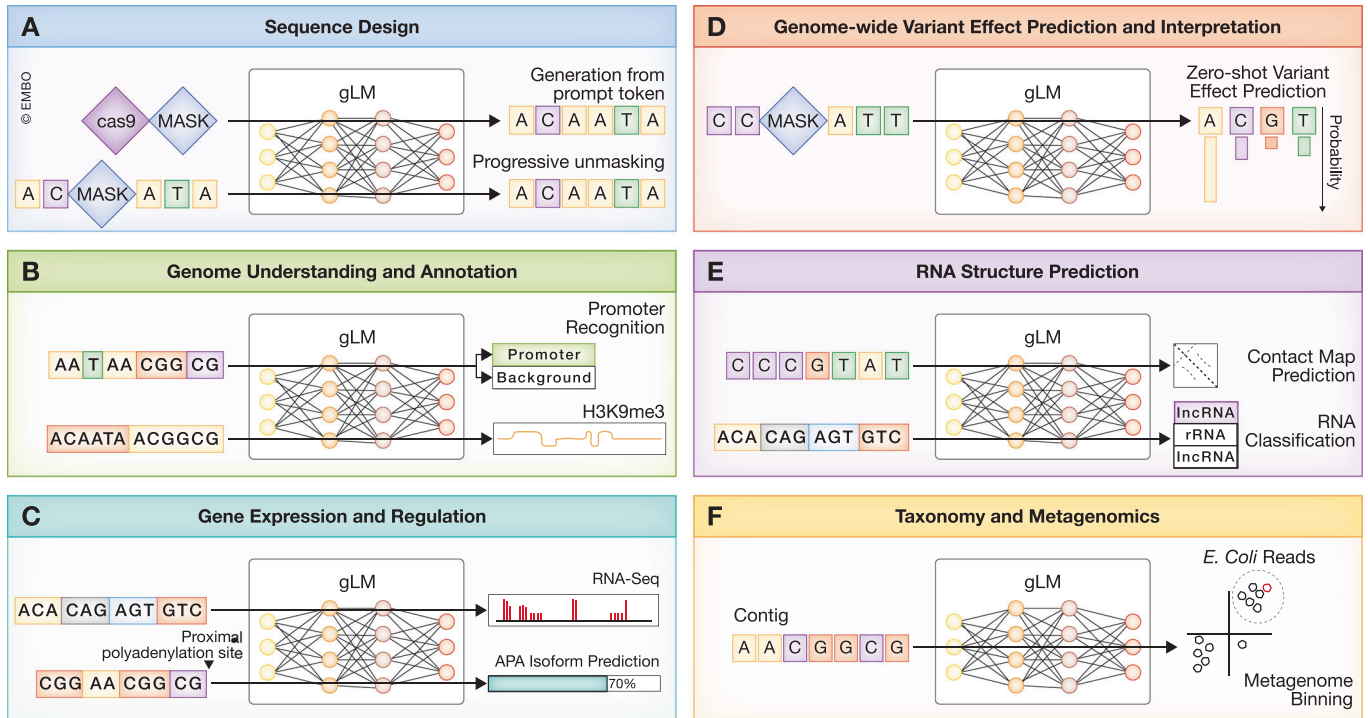 A
Sequence Design
© EMBO
cas9
MASK
gLM
Generation from
prompt token
A C A A T A
A C
MASK
A T A
Progressive unmasking
A C A A T A
B
Genome Understanding and Annotation
AA T AA CGG CG
gLM
Promoter
Recognition
Promoter
Background
ACAATA ACGGCG
H3K9me3
C
Gene Expression and Regulation
ACA CAG AGT GTC
gLM
RNA-Seq
Proximal
polyadenylation site
CGG AA CGG CG
APA Isoform Prediction
70%
D
Genome-wide Variant Effect Prediction and Interpretation
C C
MASK
A T T
gLM
Zero-shot Variant
Effect Prediction
A C G T
Probability
E
RNA Structure Prediction
C C C G T A T
gLM
Contact Map
Prediction
ACA CAG AGT GTC
lncRNA
rRNA
lncRNA
RNA
Classification
F
Taxonomy and Metagenomics
Contig
A A C G G C G
gLM
E. Coli Reads
Metagenome
Binning